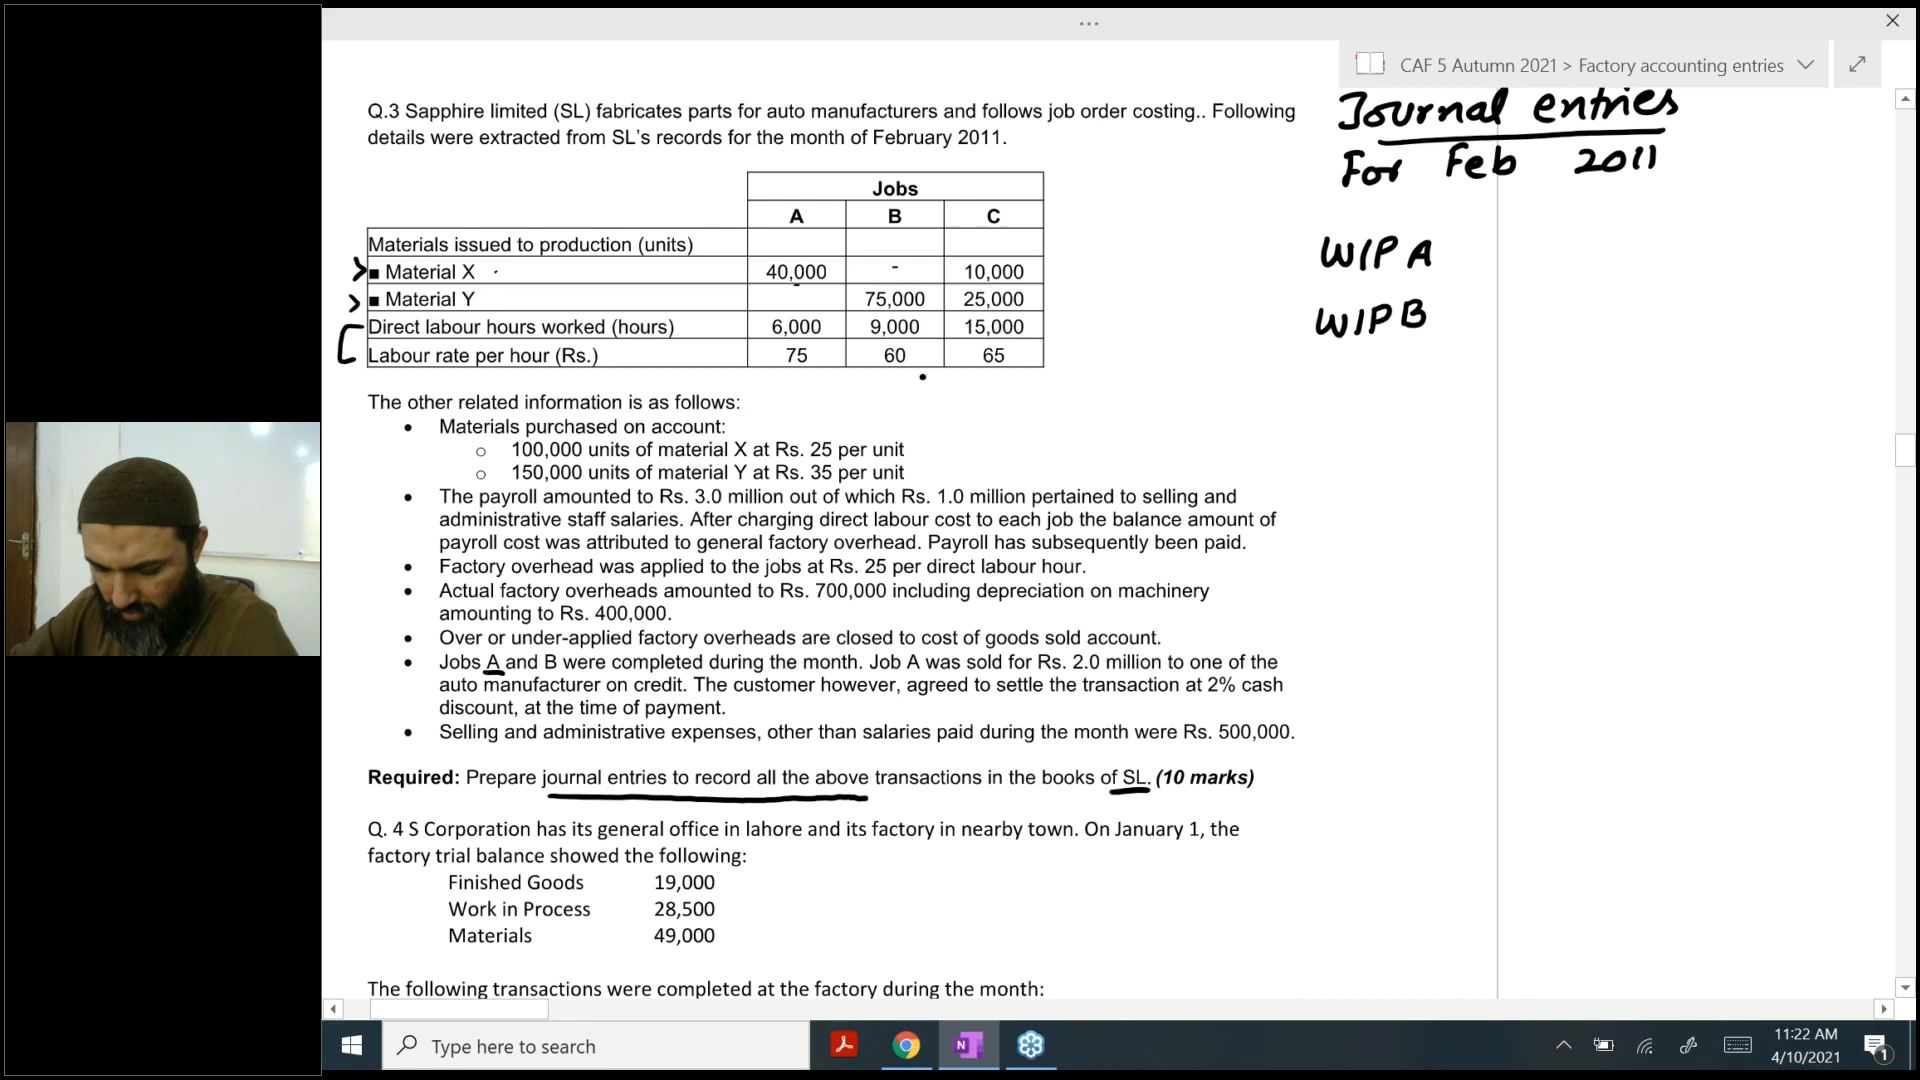 CAF 5 Autumn 2021 > Factory accounting entries
Journal entries
For Feb 2011
WIP A
WIP B
Q.3 Sapphire limited (SL) fabricates parts for auto manufacturers and follows job order costing.. Following
details were extracted from SL's records for the month of February 2011.
Jobs
A B C
Materials issued to production (units)
■ Material X 40,000 - 10,000
■ Material Y 75,000 25,000
Direct labour hours worked (hours) 6,000 9,000 15,000
Labour rate per hour (Rs.) 75 60 65
The other related information is as follows:
• Materials purchased on account:
○ 100,000 units of material X at Rs. 25 per unit
○ 150,000 units of material Y at Rs. 35 per unit
• The payroll amounted to Rs. 3.0 million out of which Rs. 1.0 million pertained to selling and
administrative staff salaries. After charging direct labour cost to each job the balance amount of
payroll cost was attributed to general factory overhead. Payroll has subsequently been paid.
• Factory overhead was applied to the jobs at Rs. 25 per direct labour hour.
• Actual factory overheads amounted to Rs. 700,000 including depreciation on machinery
amounting to Rs. 400,000.
• Over or under-applied factory overheads are closed to cost of goods sold account.
• Jobs A and B were completed during the month. Job A was sold for Rs. 2.0 million to one of the
auto manufacturer on credit. The customer however, agreed to settle the transaction at 2% cash
discount, at the time of payment.
• Selling and administrative expenses, other than salaries paid during the month were Rs. 500,000.
Required: Prepare journal entries to record all the above transactions in the books of SL. (10 marks)
Q. 4 S Corporation has its general office in lahore and its factory in nearby town. On January 1, the
factory trial balance showed the following:
Finished Goods 19,000
Work in Process 28,500
Materials 49,000
The following transactions were completed at the factory during the month:
Type here to search
11:22 AM
4/10/2021
1